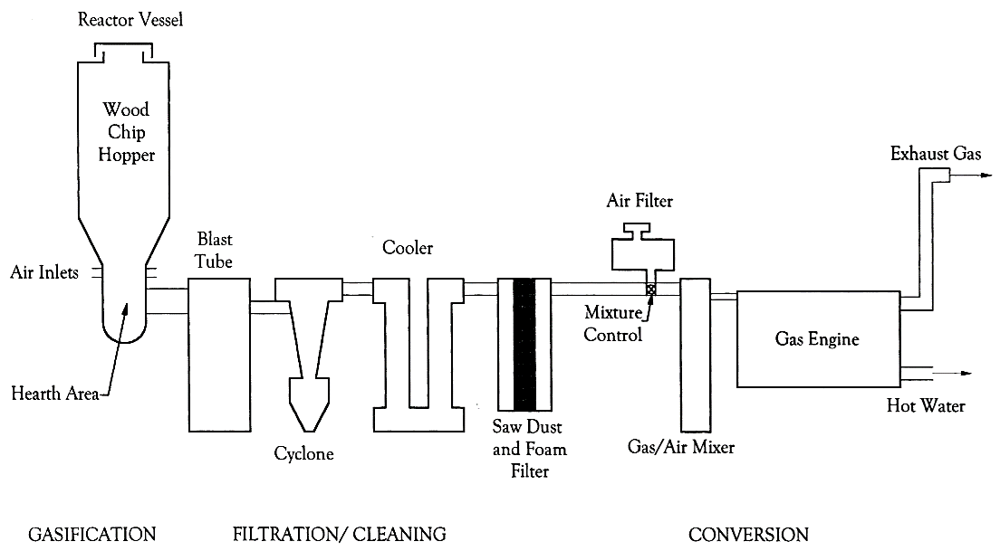 Reactor Vessel
Wood
Chip
Hopper
Air Inlets
Hearth Area
Blast
Tube
Cyclone
Cooler
Saw Dust
and Foam
Filter
Air Filter
Mixture
Control
Gas/Air Mixer
Gas Engine
Exhaust Gas
Hot Water
GASIFICATION
FILTRATION/ CLEANING
CONVERSION